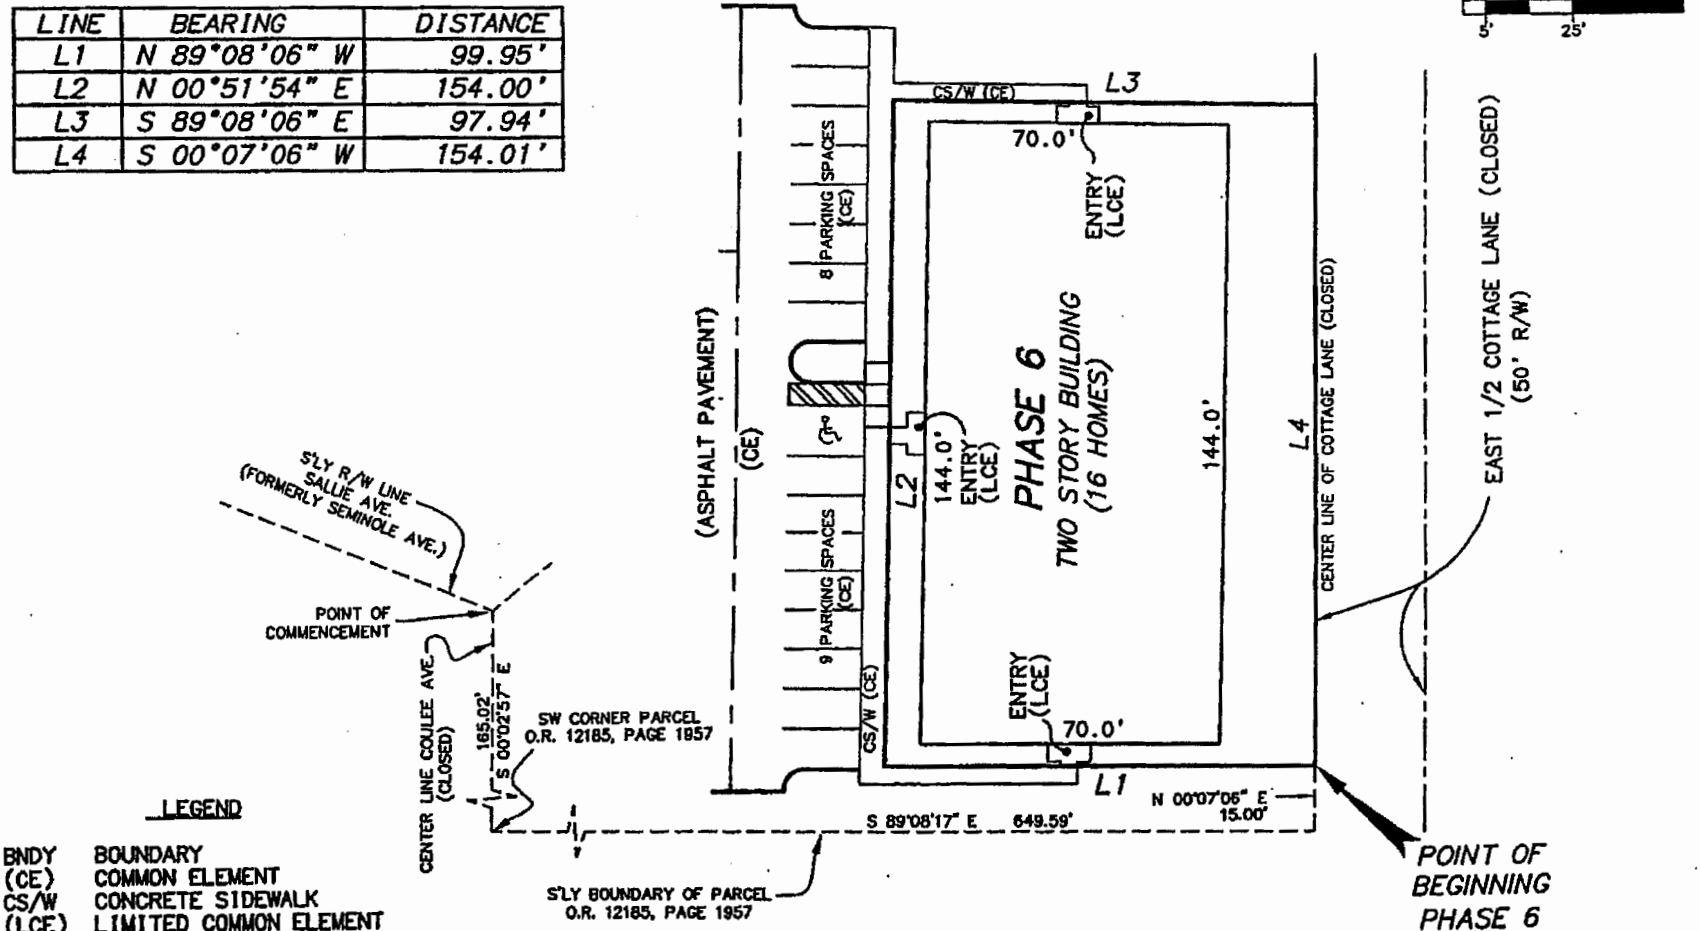 LINE BEARING DISTANCE
L1 N 89°08'06" W 99.95'
L2 N 00°51'54" E 154.00'
L3 S 89°08'06" E 97.94'
L4 S 00°07'06" W 154.01'
5' 25'
L3
CS/W (CE)
70.0'
ENTRY
(LCE)
8 PARKING SPACES
(CE)
(ASPHALT PAVEMENT)
(CE)
PHASE 6
TWO STORY BUILDING
(16 HOMES)
L2
144.0'
ENTRY
(LCE)
144.0'
L4
CENTER LINE OF COTTAGE LANE (CLOSED)
EAST 1/2 COTTAGE LANE (CLOSED)
(50' R/W)
9 PARKING SPACES
(CE)
CS/W (CE)
ENTRY
(LCE)
70.0'
L1
S'LY R/W LINE
SALLIE AVE.
(FORMERLY SEMINOLE AVE.)
POINT OF
COMMENCEMENT
CENTER LINE COULEE AVE.
(CLOSED)
165.02'
S 00°02'57" E
SW CORNER PARCEL
O.R. 12185, PAGE 1957
N 00°07'06" E
15.00'
S 89°08'17" E 649.59'
S'LY BOUNDARY OF PARCEL
O.R. 12185, PAGE 1957
POINT OF
BEGINNING
PHASE 6
LEGEND
BNDY BOUNDARY
(CE) COMMON ELEMENT
CS/W CONCRETE SIDEWALK
(LCE) LIMITED COMMON ELEMENT